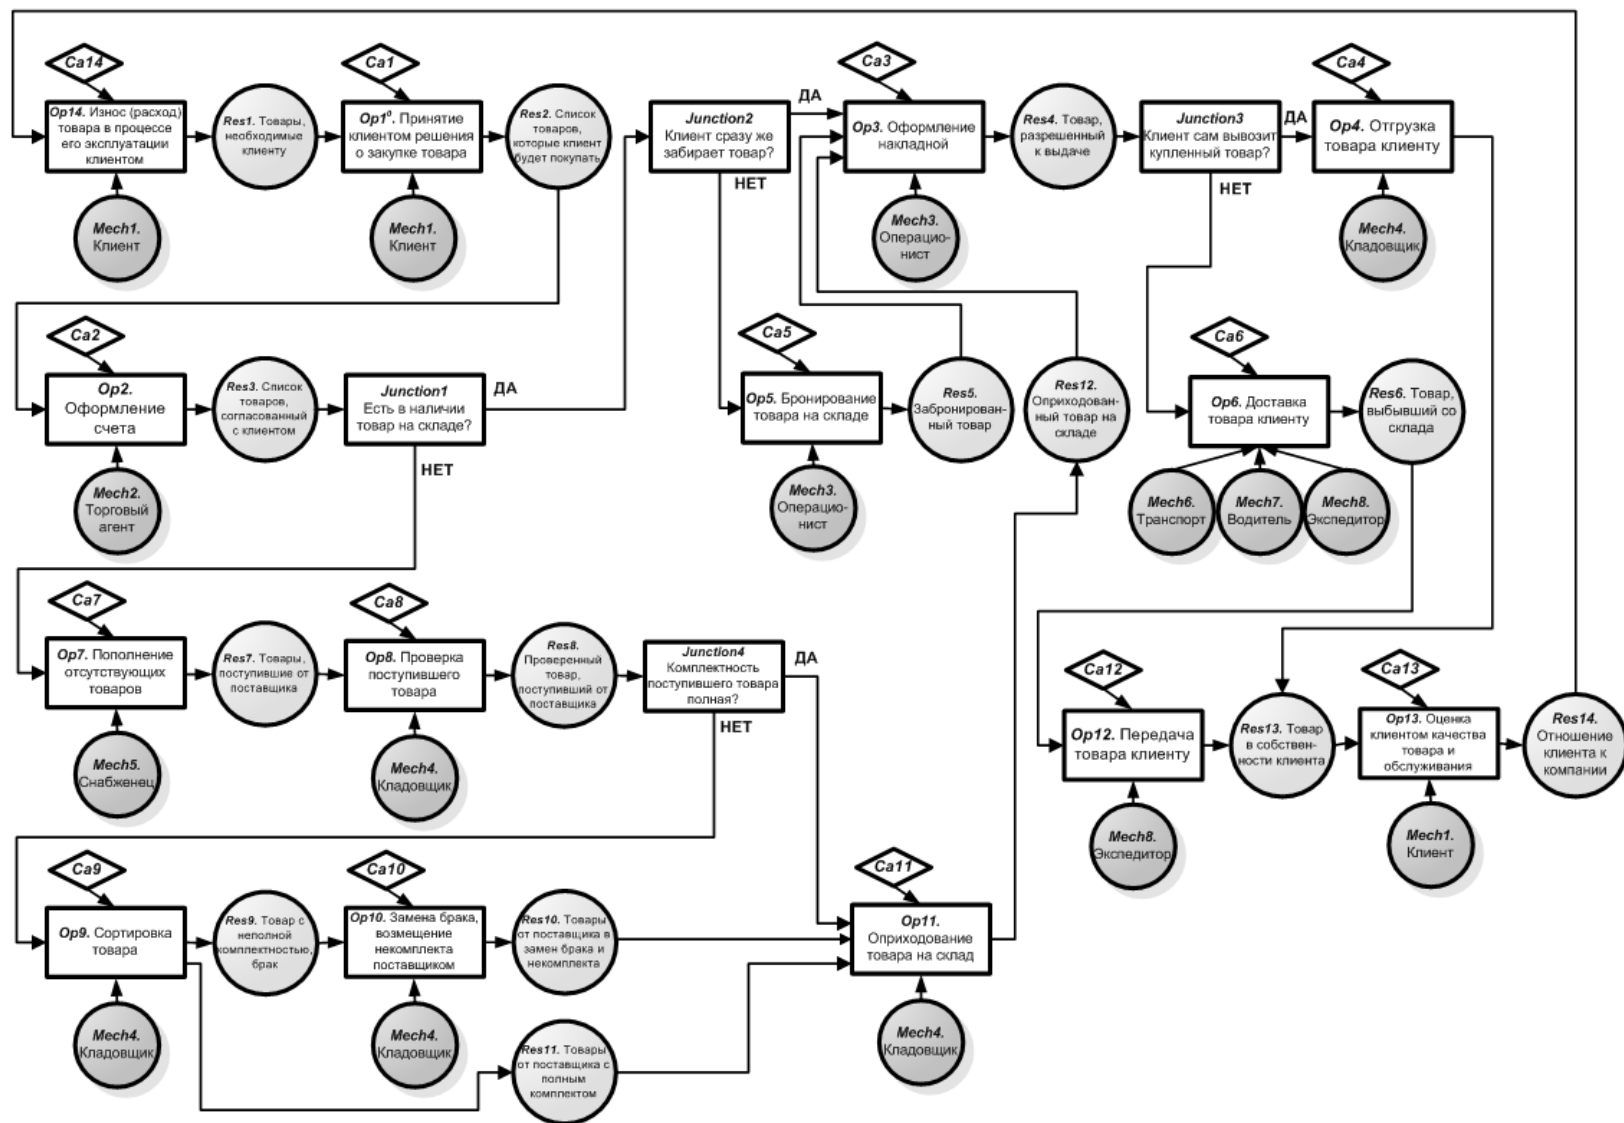 Ca14
Op14. Износ (расход)
товара в процессе
его эксплуатации
клиентом
Mech1.
Клиент
Res1. Товары,
необходимые
клиенту
Ca1
Op1⁰. Принятие
клиентом решения
о закупке товара
Mech1.
Клиент
Res2. Список
товаров,
которые клиент
будет покупать
Junction2
Клиент сразу же
забирает товар?
ДА
НЕТ
Ca3
Op3. Оформление
накладной
Mech3.
Операцио-
нист
Res4. Товар,
разрешенный
к выдаче
Junction3
Клиент сам вывозит
купленный товар?
ДА
НЕТ
Ca4
Op4. Отгрузка
товара клиенту
Mech4.
Кладовщик
Ca2
Op2.
Оформление
счета
Mech2.
Торговый
агент
Res3. Список
товаров,
согласованный
с клиентом
Junction1
Есть в наличии
товар на складе?
ДА
НЕТ
Ca5
Op5. Бронирование
товара на складе
Mech3.
Операцио-
нист
Res5.
Забронирован-
ный товар
Res12.
Оприходован-
ный товар на
складе
Ca6
Op6. Доставка
товара клиенту
Mech6.
Транспорт
Mech7.
Водитель
Mech8.
Экспедитор
Res6. Товар,
выбывший со
склада
Ca7
Op7. Пополнение
отсутствующих
товаров
Mech5.
Снабженец
Res7. Товары,
поступившие от
поставщика
Ca8
Op8. Проверка
поступившего
товара
Mech4.
Кладовщик
Res8.
Проверенный
товар,
поступивший от
поставщика
Junction4
Комплектность
поступившего товара
полная?
ДА
НЕТ
Ca12
Op12. Передача
товара клиенту
Mech8.
Экспедитор
Res13. Товар
в собствен-
ности клиента
Ca13
Op13. Оценка
клиентом качества
товара и
обслуживания
Mech1.
Клиент
Res14.
Отношение
клиента к
компании
Ca9
Op9. Сортировка
товара
Mech4.
Кладовщик
Res9. Товар с
неполной
комплектностью,
брак
Ca10
Op10. Замена брака,
возмещение
некомплекта
поставщиком
Mech4.
Кладовщик
Res10. Товары
от поставщика в
замен брака и
некомплекта
Res11. Товары
от поставщика с
полным
комплектом
Ca11
Op11.
Оприходование
товара на склад
Mech4.
Кладовщик